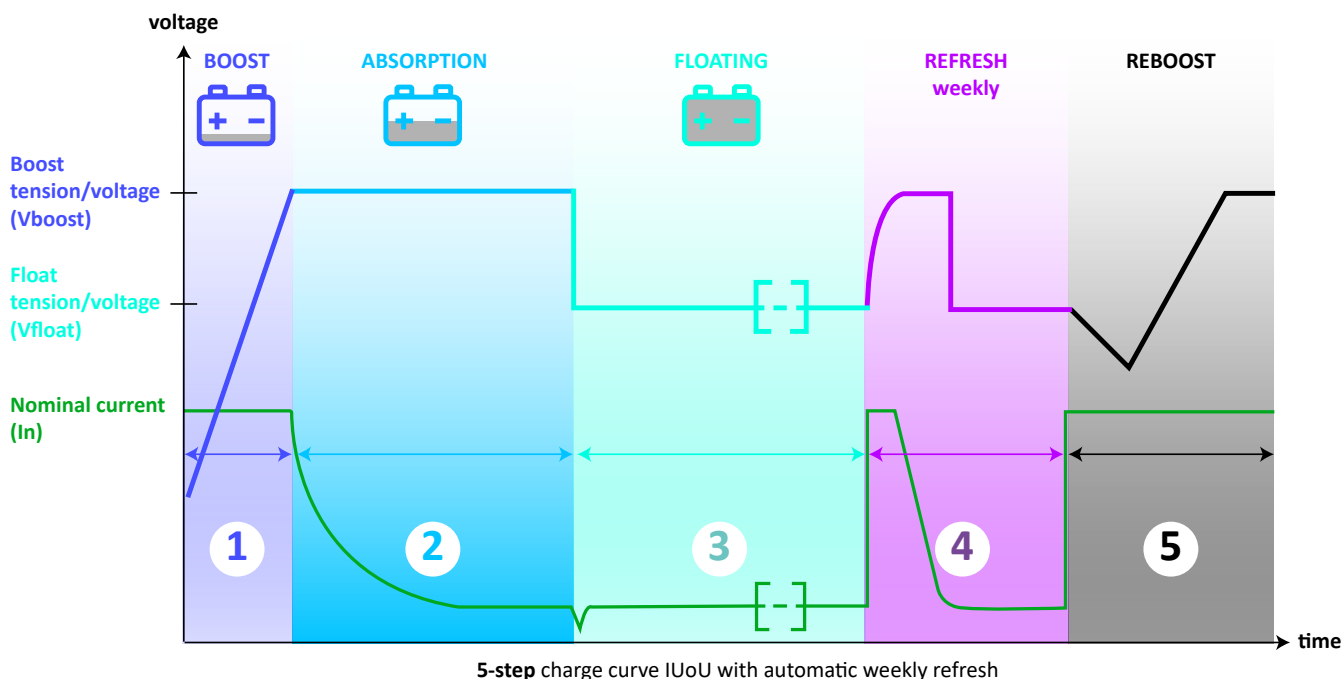 voltage
BOOST
ABSORPTION
FLOATING
REFRESH
weekly
REBOOST
+ -
+ -
+ -
Boost
tension/voltage
(Vboost)
Float
tension/voltage
(Vfloat)
Nominal current
(In)
1
2
3
4
5
time
5-step charge curve IUoU with automatic weekly refresh